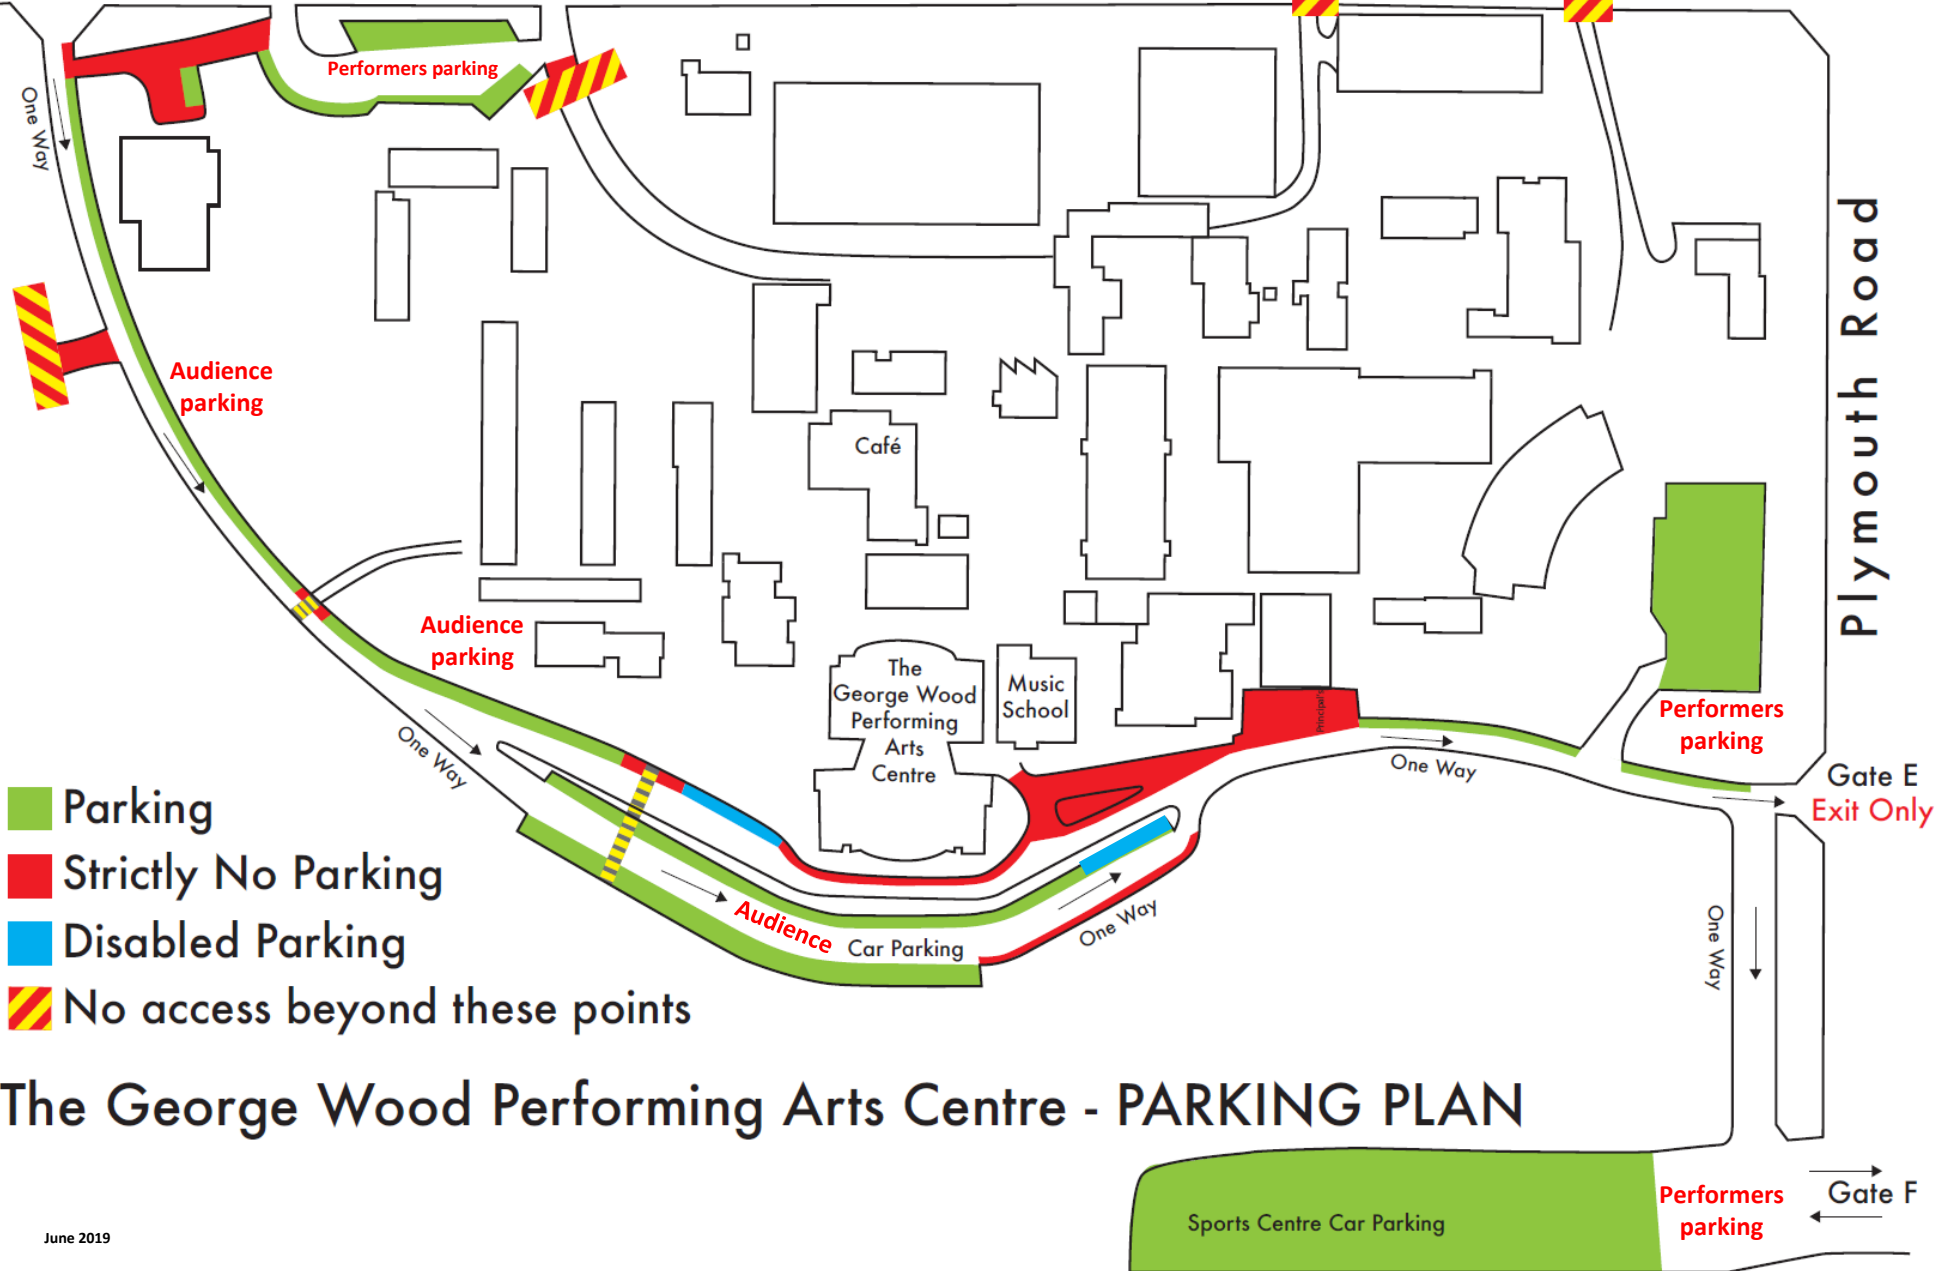 Performers parking
One Way
Plymouth Road
Audience
parking
Café
Audience
parking
The
George Wood
Performing
Arts
Centre
Music
School
Principal's
Performers
parking
One Way
One Way
Gate E
Exit Only
Parking
Strictly No Parking
Disabled Parking
No access beyond these points
Audience
Car Parking
One Way
One Way
The George Wood Performing Arts Centre - PARKING PLAN
Performers
parking
Gate F
Sports Centre Car Parking
June 2019